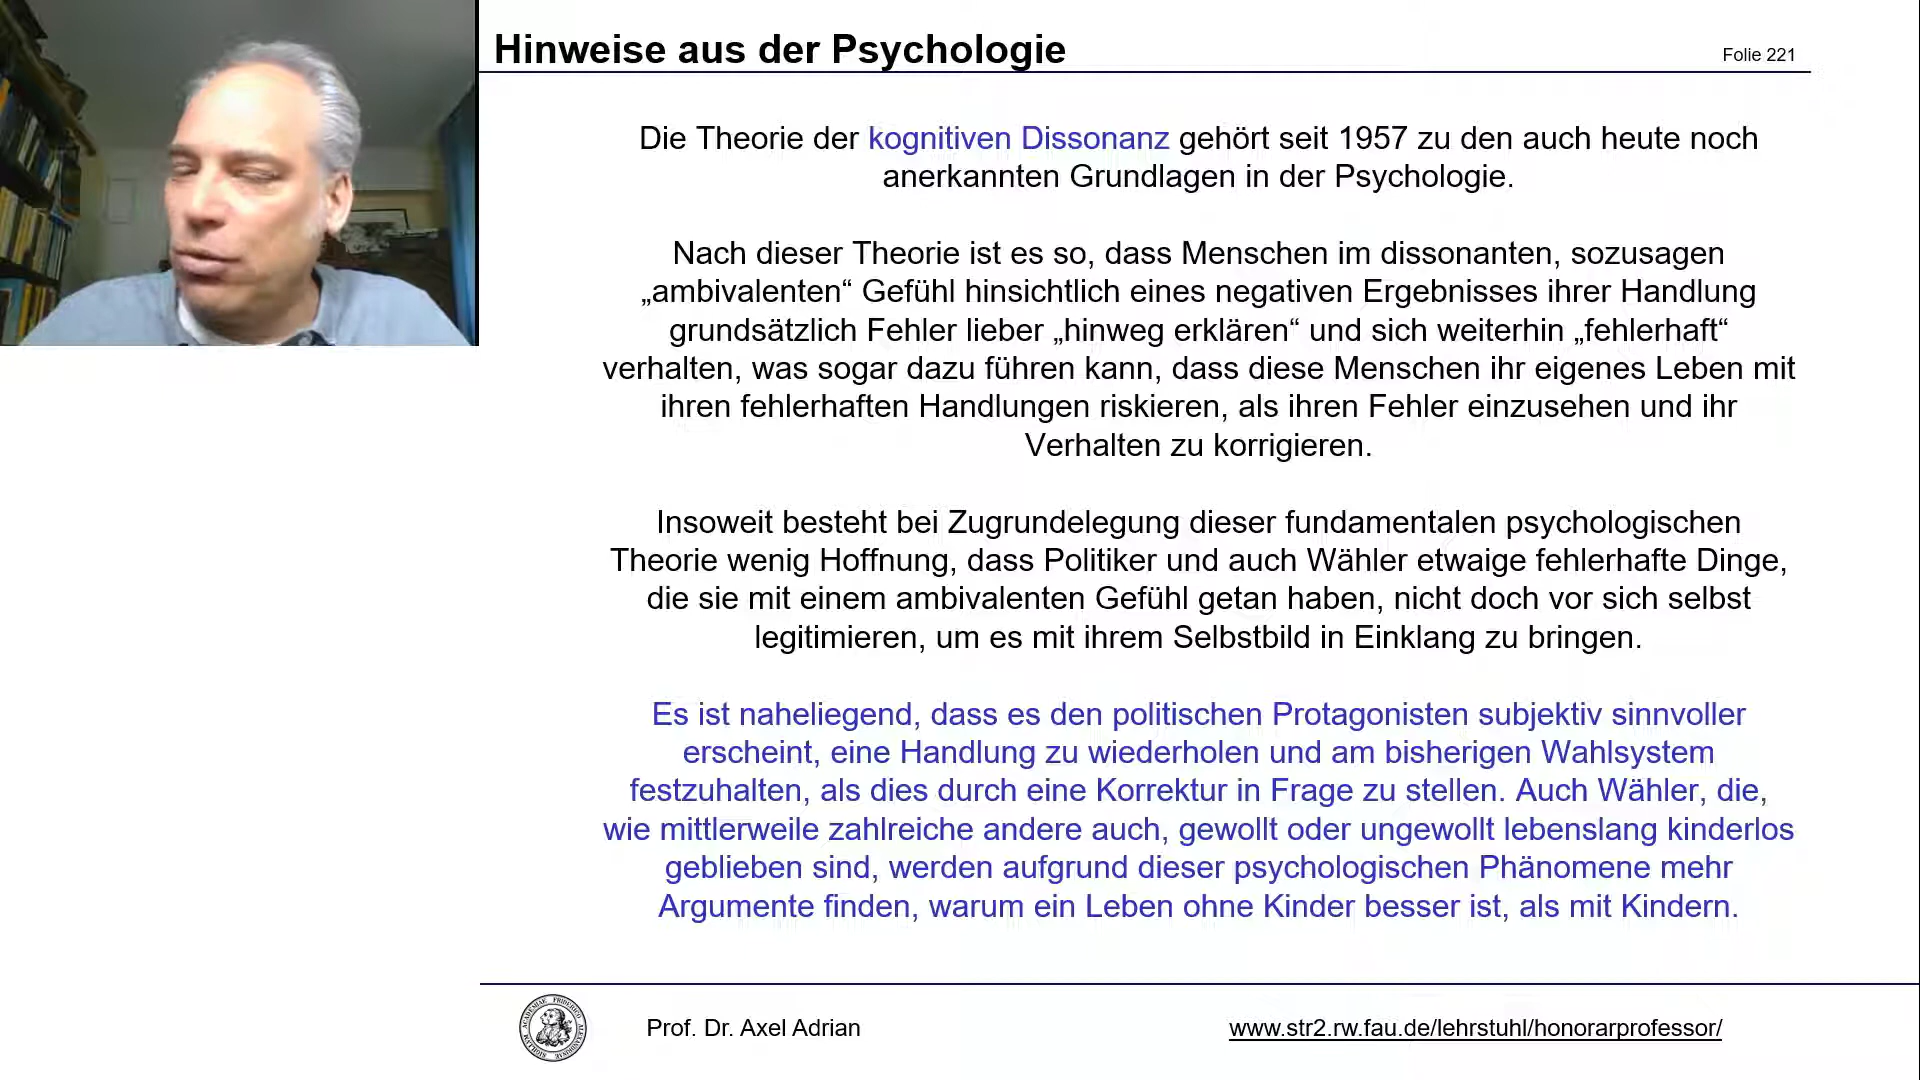 Hinweise aus der Psychologie
Folie 221
Die Theorie der kognitiven Dissonanz gehört seit 1957 zu den auch heute noch
anerkannten Grundlagen in der Psychologie.
Nach dieser Theorie ist es so, dass Menschen im dissonanten, sozusagen
„ambivalenten“ Gefühl hinsichtlich eines negativen Ergebnisses ihrer Handlung
grundsätzlich Fehler lieber „hinweg erklären“ und sich weiterhin „fehlerhaft“
verhalten, was sogar dazu führen kann, dass diese Menschen ihr eigenes Leben mit
ihren fehlerhaften Handlungen riskieren, als ihren Fehler einzusehen und ihr
Verhalten zu korrigieren.
Insoweit besteht bei Zugrundelegung dieser fundamentalen psychologischen
Theorie wenig Hoffnung, dass Politiker und auch Wähler etwaige fehlerhafte Dinge,
die sie mit einem ambivalenten Gefühl getan haben, nicht doch vor sich selbst
legitimieren, um es mit ihrem Selbstbild in Einklang zu bringen.
Es ist naheliegend, dass es den politischen Protagonisten subjektiv sinnvoller
erscheint, eine Handlung zu wiederholen und am bisherigen Wahlsystem
festzuhalten, als dies durch eine Korrektur in Frage zu stellen. Auch Wähler, die,
wie mittlerweile zahlreiche andere auch, gewollt oder ungewollt lebenslang kinderlos
geblieben sind, werden aufgrund dieser psychologischen Phänomene mehr
Argumente finden, warum ein Leben ohne Kinder besser ist, als mit Kindern.
Prof. Dr. Axel Adrian
www.str2.rw.fau.de/lehrstuhl/honorarprofessor/